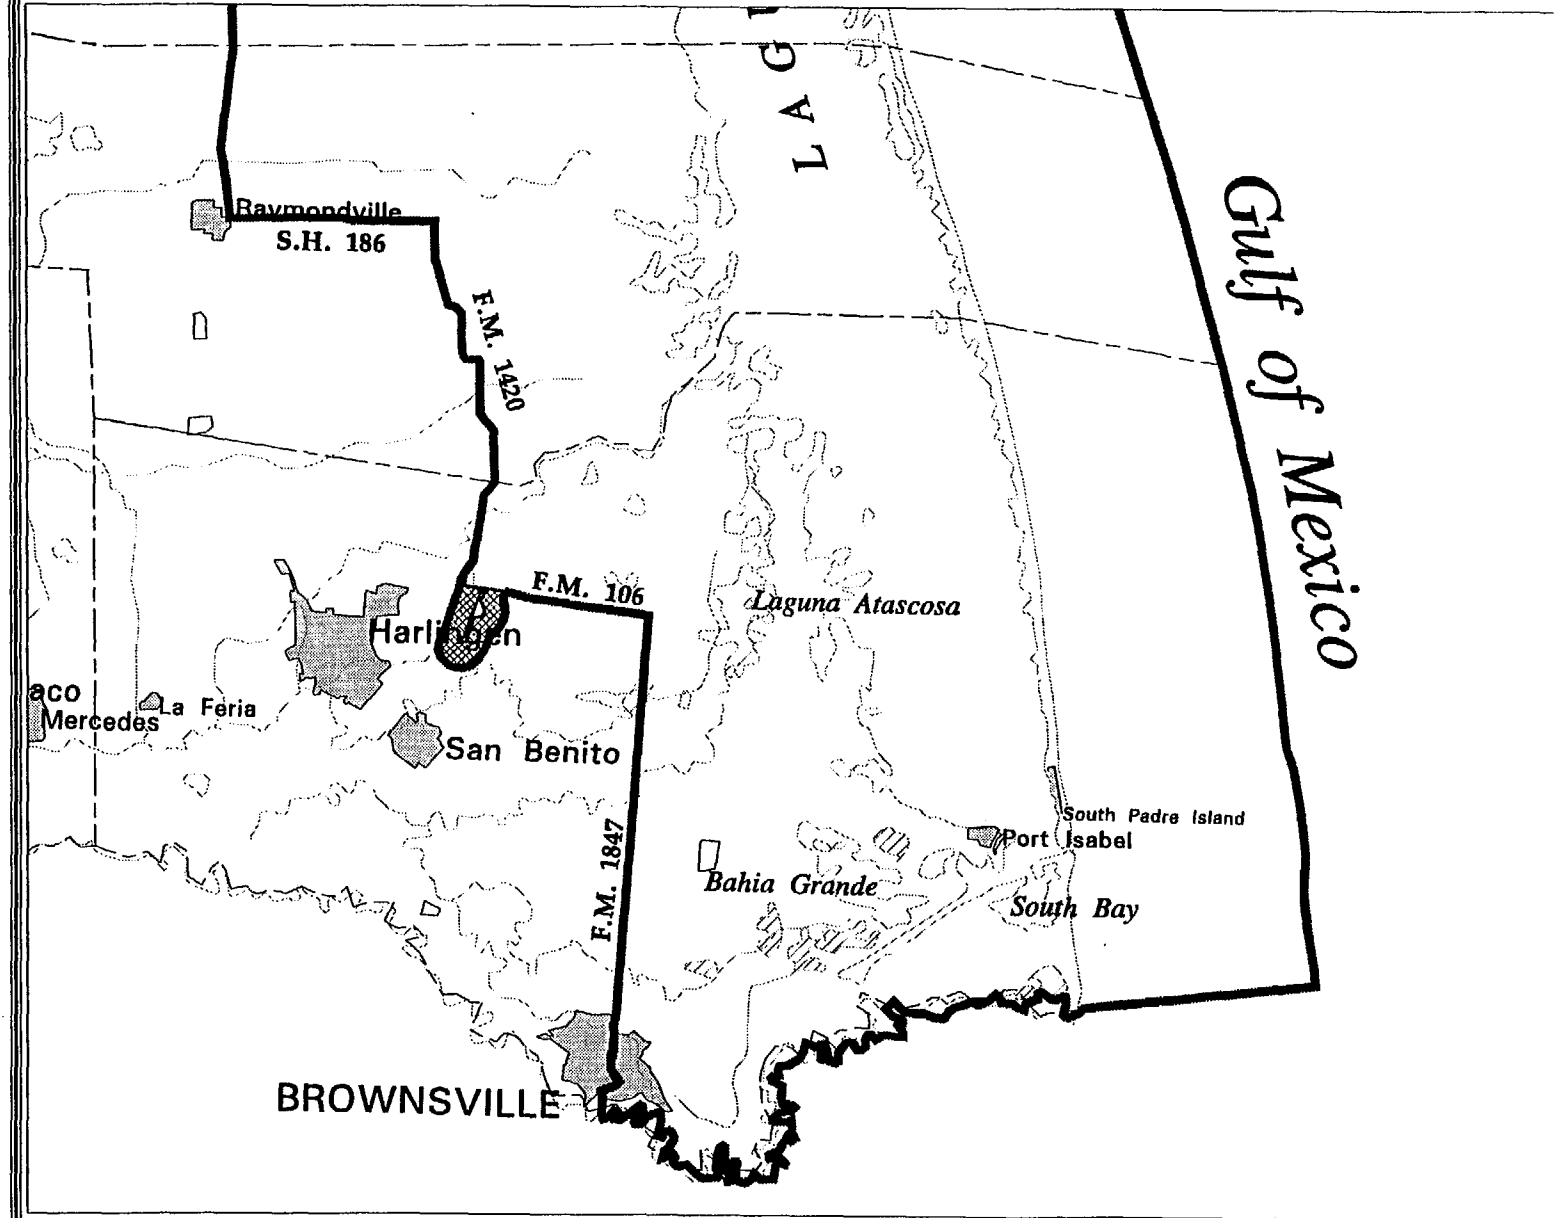 LAGU
Gulf of Mexico
Raymondville
S.H. 186
F.M. 1420
F.M. 106
Laguna Atascosa
Harlingen
aco
Mercedes
La Feria
San Benito
South Padre Island
Port Isabel
F.M. 1847
Bahia Grande
South Bay
BROWNSVILLE